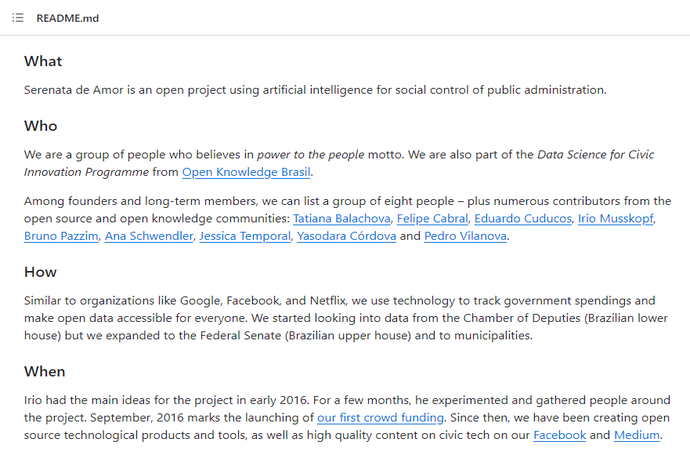 README.md
What
Serenata de Amor is an open project using artificial intelligence for social control of public administration.
Who
We are a group of people who believes in power to the people motto. We are also part of the Data Science for Civic
Innovation Programme from Open Knowledge Brasil.
Among founders and long-term members, we can list a group of eight people – plus numerous contributors from the
open source and open knowledge communities: Tatiana Balachova, Felipe Cabral, Eduardo Cuducos, Irio Musskopf,
Bruno Pazzim, Ana Schwendler, Jessica Temporal, Yasodara Córdova and Pedro Vilanova.
How
Similar to organizations like Google, Facebook, and Netflix, we use technology to track government spendings and
make open data accessible for everyone. We started looking into data from the Chamber of Deputies (Brazilian lower
house) but we expanded to the Federal Senate (Brazilian upper house) and to municipalities.
When
Irio had the main ideas for the project in early 2016. For a few months, he experimented and gathered people around
the project. September, 2016 marks the launching of our first crowd funding. Since then, we have been creating open
source technological products and tools, as well as high quality content on civic tech on our Facebook and Medium.